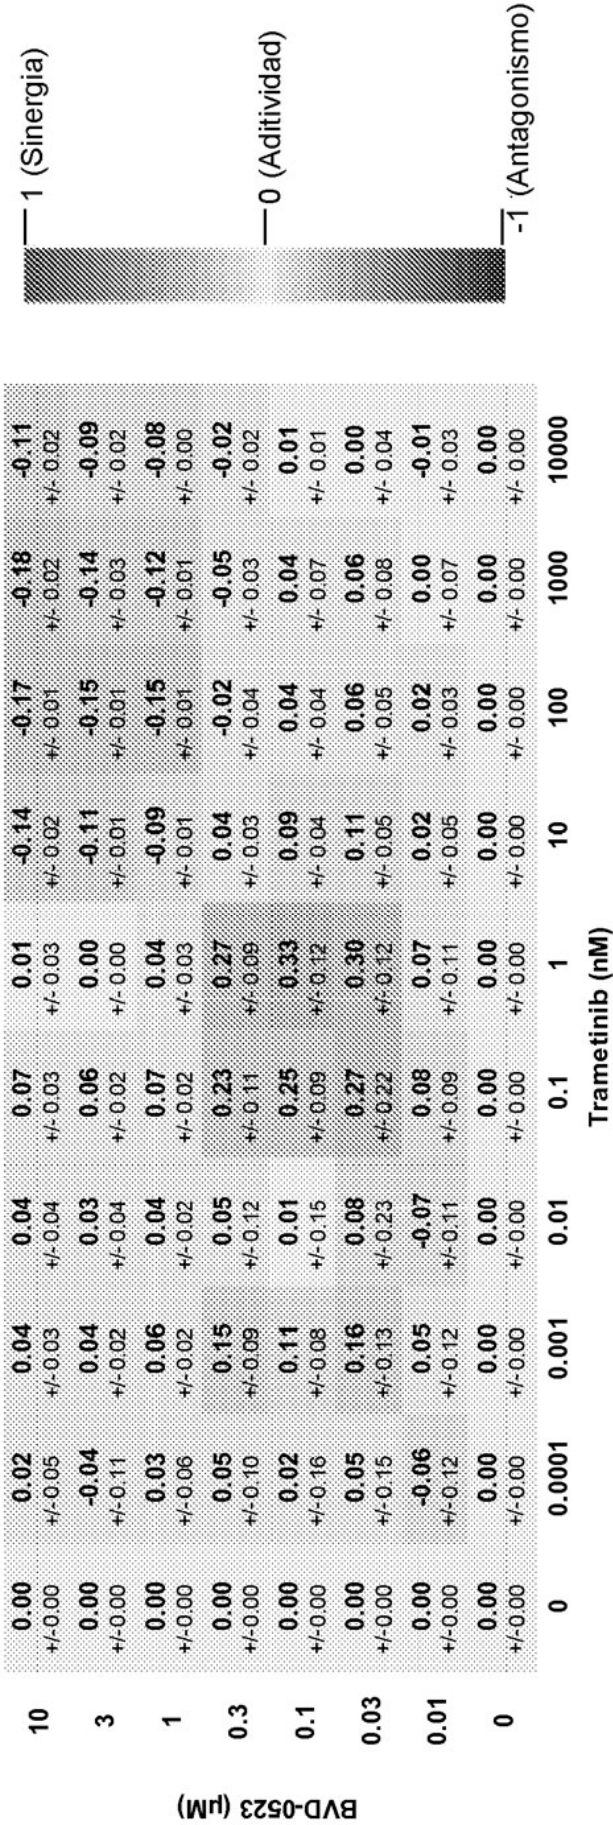 BVD-0523 (µM)
10 0.00 0.02 0.04 0.04 0.07 0.01 -0.14 -0.17 -0.18 -0.11
+/-0.00 +/-0.05 +/-0.03 +/-0.04 +/-0.03 +/-0.03 +/-0.02 +/-0.01 +/-0.02 +/-0.02
3 0.00 -0.04 0.04 0.03 0.06 0.00 -0.11 -0.15 -0.14 -0.09
+/-0.00 +/-0.11 +/-0.02 +/-0.04 +/-0.02 +/-0.00 +/-0.01 +/-0.01 +/-0.03 +/-0.02
1 0.00 0.03 0.06 0.04 0.07 0.04 -0.09 -0.15 -0.12 -0.08
+/-0.00 +/-0.06 +/-0.02 +/-0.02 +/-0.02 +/-0.03 +/-0.01 +/-0.01 +/-0.01 +/-0.00
0.3 0.00 0.05 0.15 0.05 0.23 0.27 0.04 -0.02 -0.05 -0.02
+/-0.00 +/-0.10 +/-0.09 +/-0.12 +/-0.11 +/-0.09 +/-0.03 +/-0.04 +/-0.03 +/-0.02
0.1 0.00 0.02 0.11 0.01 0.25 0.33 0.09 0.04 0.04 0.01
+/-0.00 +/-0.16 +/-0.08 +/-0.15 +/-0.09 +/-0.12 +/-0.04 +/-0.04 +/-0.07 +/-0.01
0.03 0.00 0.05 0.16 0.08 0.27 0.30 0.11 0.06 0.06 0.00
+/-0.00 +/-0.15 +/-0.13 +/-0.23 +/-0.22 +/-0.12 +/-0.05 +/-0.05 +/-0.08 +/-0.04
0.01 0.00 -0.06 0.05 -0.07 0.08 0.07 0.02 0.02 0.00 -0.01
+/-0.00 +/-0.12 +/-0.12 +/-0.11 +/-0.09 +/-0.11 +/-0.05 +/-0.03 +/-0.07 +/-0.03
0 0.00 0.00 0.00 0.00 0.00 0.00 0.00 0.00 0.00 0.00
+/-0.00 +/-0.00 +/-0.00 +/-0.00 +/-0.00 +/-0.00 +/-0.00 +/-0.00 +/-0.00 +/-0.00
0 0.0001 0.001 0.01 0.1 1 10 100 1000 10000
Trametinib (nM)
1 (Sinergia)
0 (Aditividad)
-1 (Antagonismo)